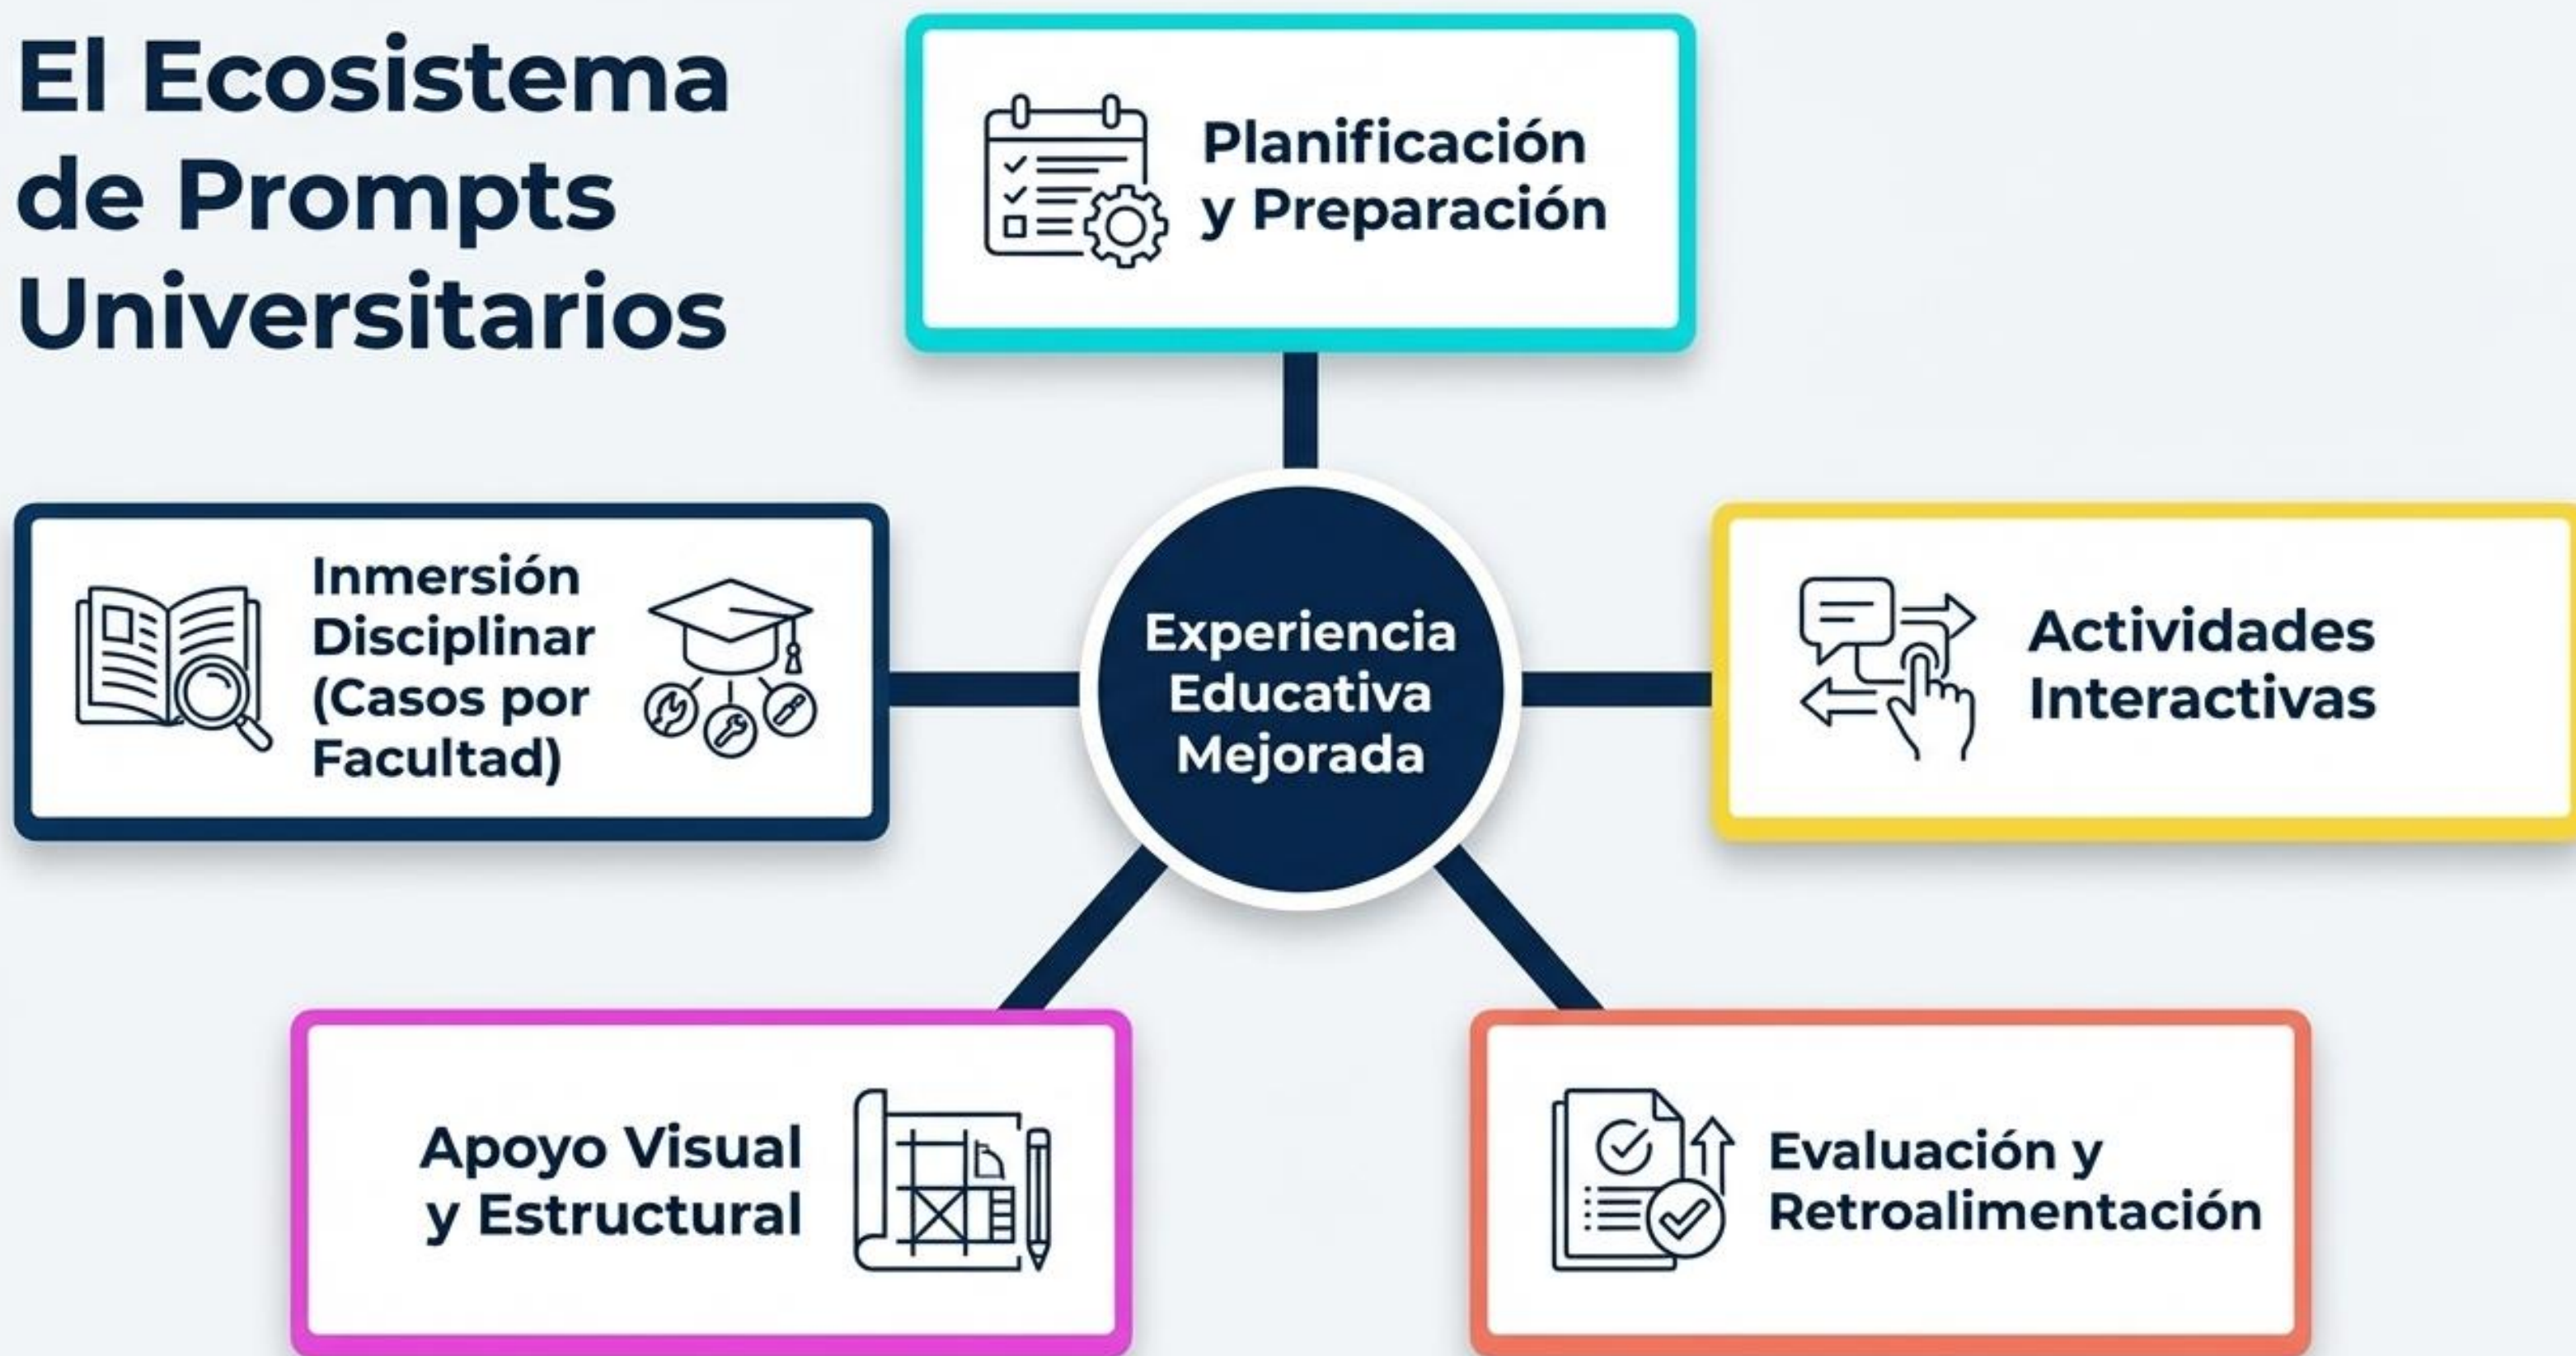 El Ecosistema
de Prompts
Universitarios
Planificación
y Preparación
Inmersión
Disciplinar
(Casos por
Facultad)
Experiencia
Educativa
Mejorada
Actividades
Interactivas
Apoyo Visual
y Estructural
Evaluación y
Retroalimentación